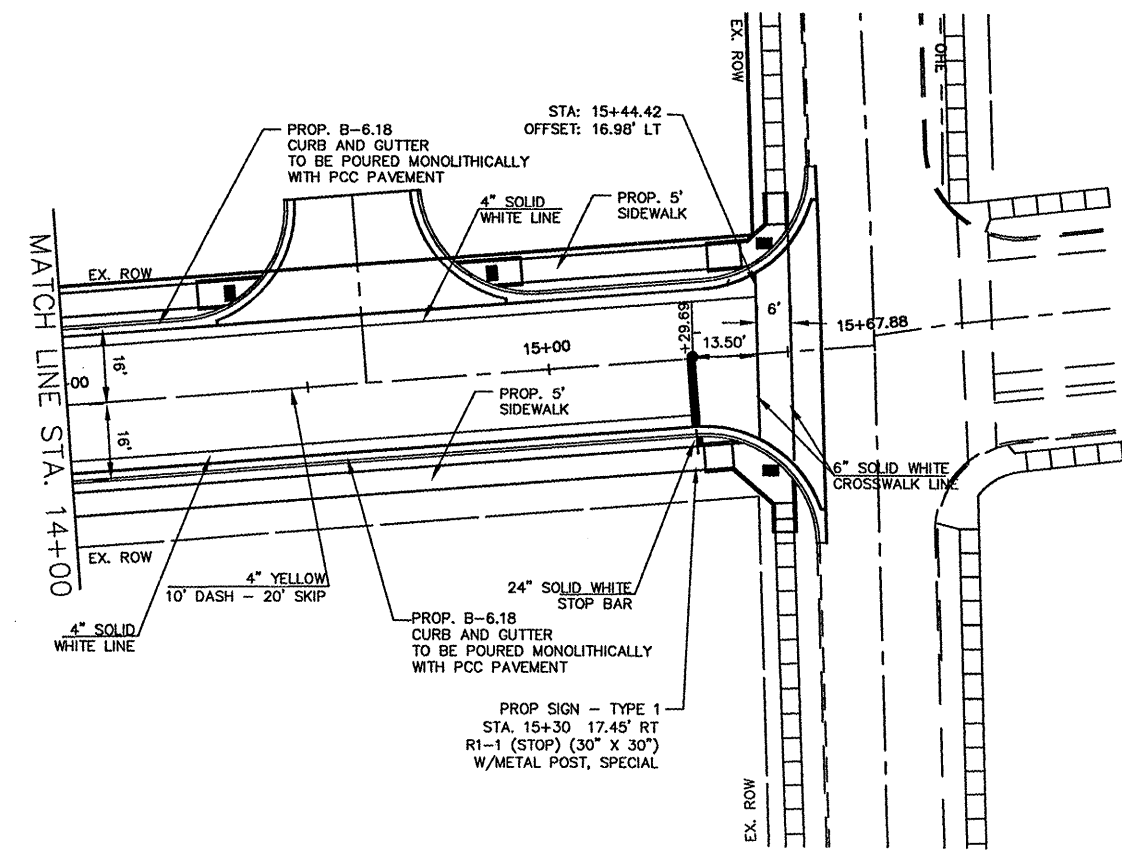 EX. ROW
OHE
STA: 15+44.42
OFFSET: 16.98' LT
PROP. B-6.18
CURB AND GUTTER
TO BE POURED MONOLITHICALLY
WITH PCC PAVEMENT
4" SOLID
WHITE LINE
PROP. 5'
SIDEWALK
MATCH LINE STA. 14+00
EX. ROW
16'
16'
00
15+00
+29.69
13.50'
6'
15+67.88
PROP. 5'
SIDEWALK
6" SOLID WHITE
CROSSWALK LINE
EX. ROW
4" YELLOW
10' DASH - 20' SKIP
24" SOLID WHITE
STOP BAR
4" SOLID
WHITE LINE
PROP. B-6.18
CURB AND GUTTER
TO BE POURED MONOLITHICALLY
WITH PCC PAVEMENT
PROP SIGN - TYPE 1
STA. 15+30 17.45' RT
R1-1 (STOP) (30" X 30")
W/METAL POST, SPECIAL
EX. ROW